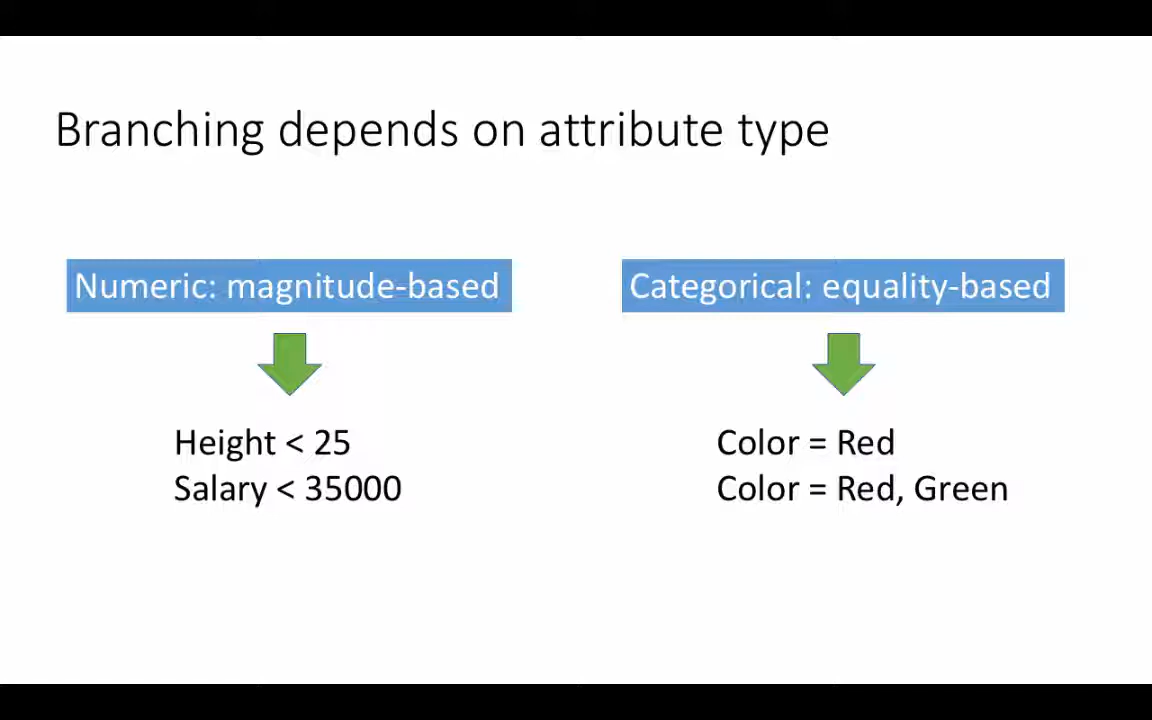 Branching depends on attribute type
Numeric: magnitude-based
Height < 25
Salary < 35000
Categorical: equality-based
Color = Red
Color = Red, Green